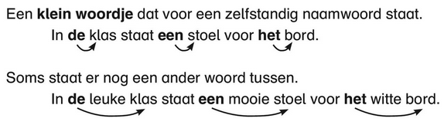 Een klein woordje dat voor een zelfstandig naamwoord staat.
In de klas staat een stoel voor het bord.
Soms staat er nog een ander woord tussen.
In de leuke klas staat een mooie stoel voor het witte bord.